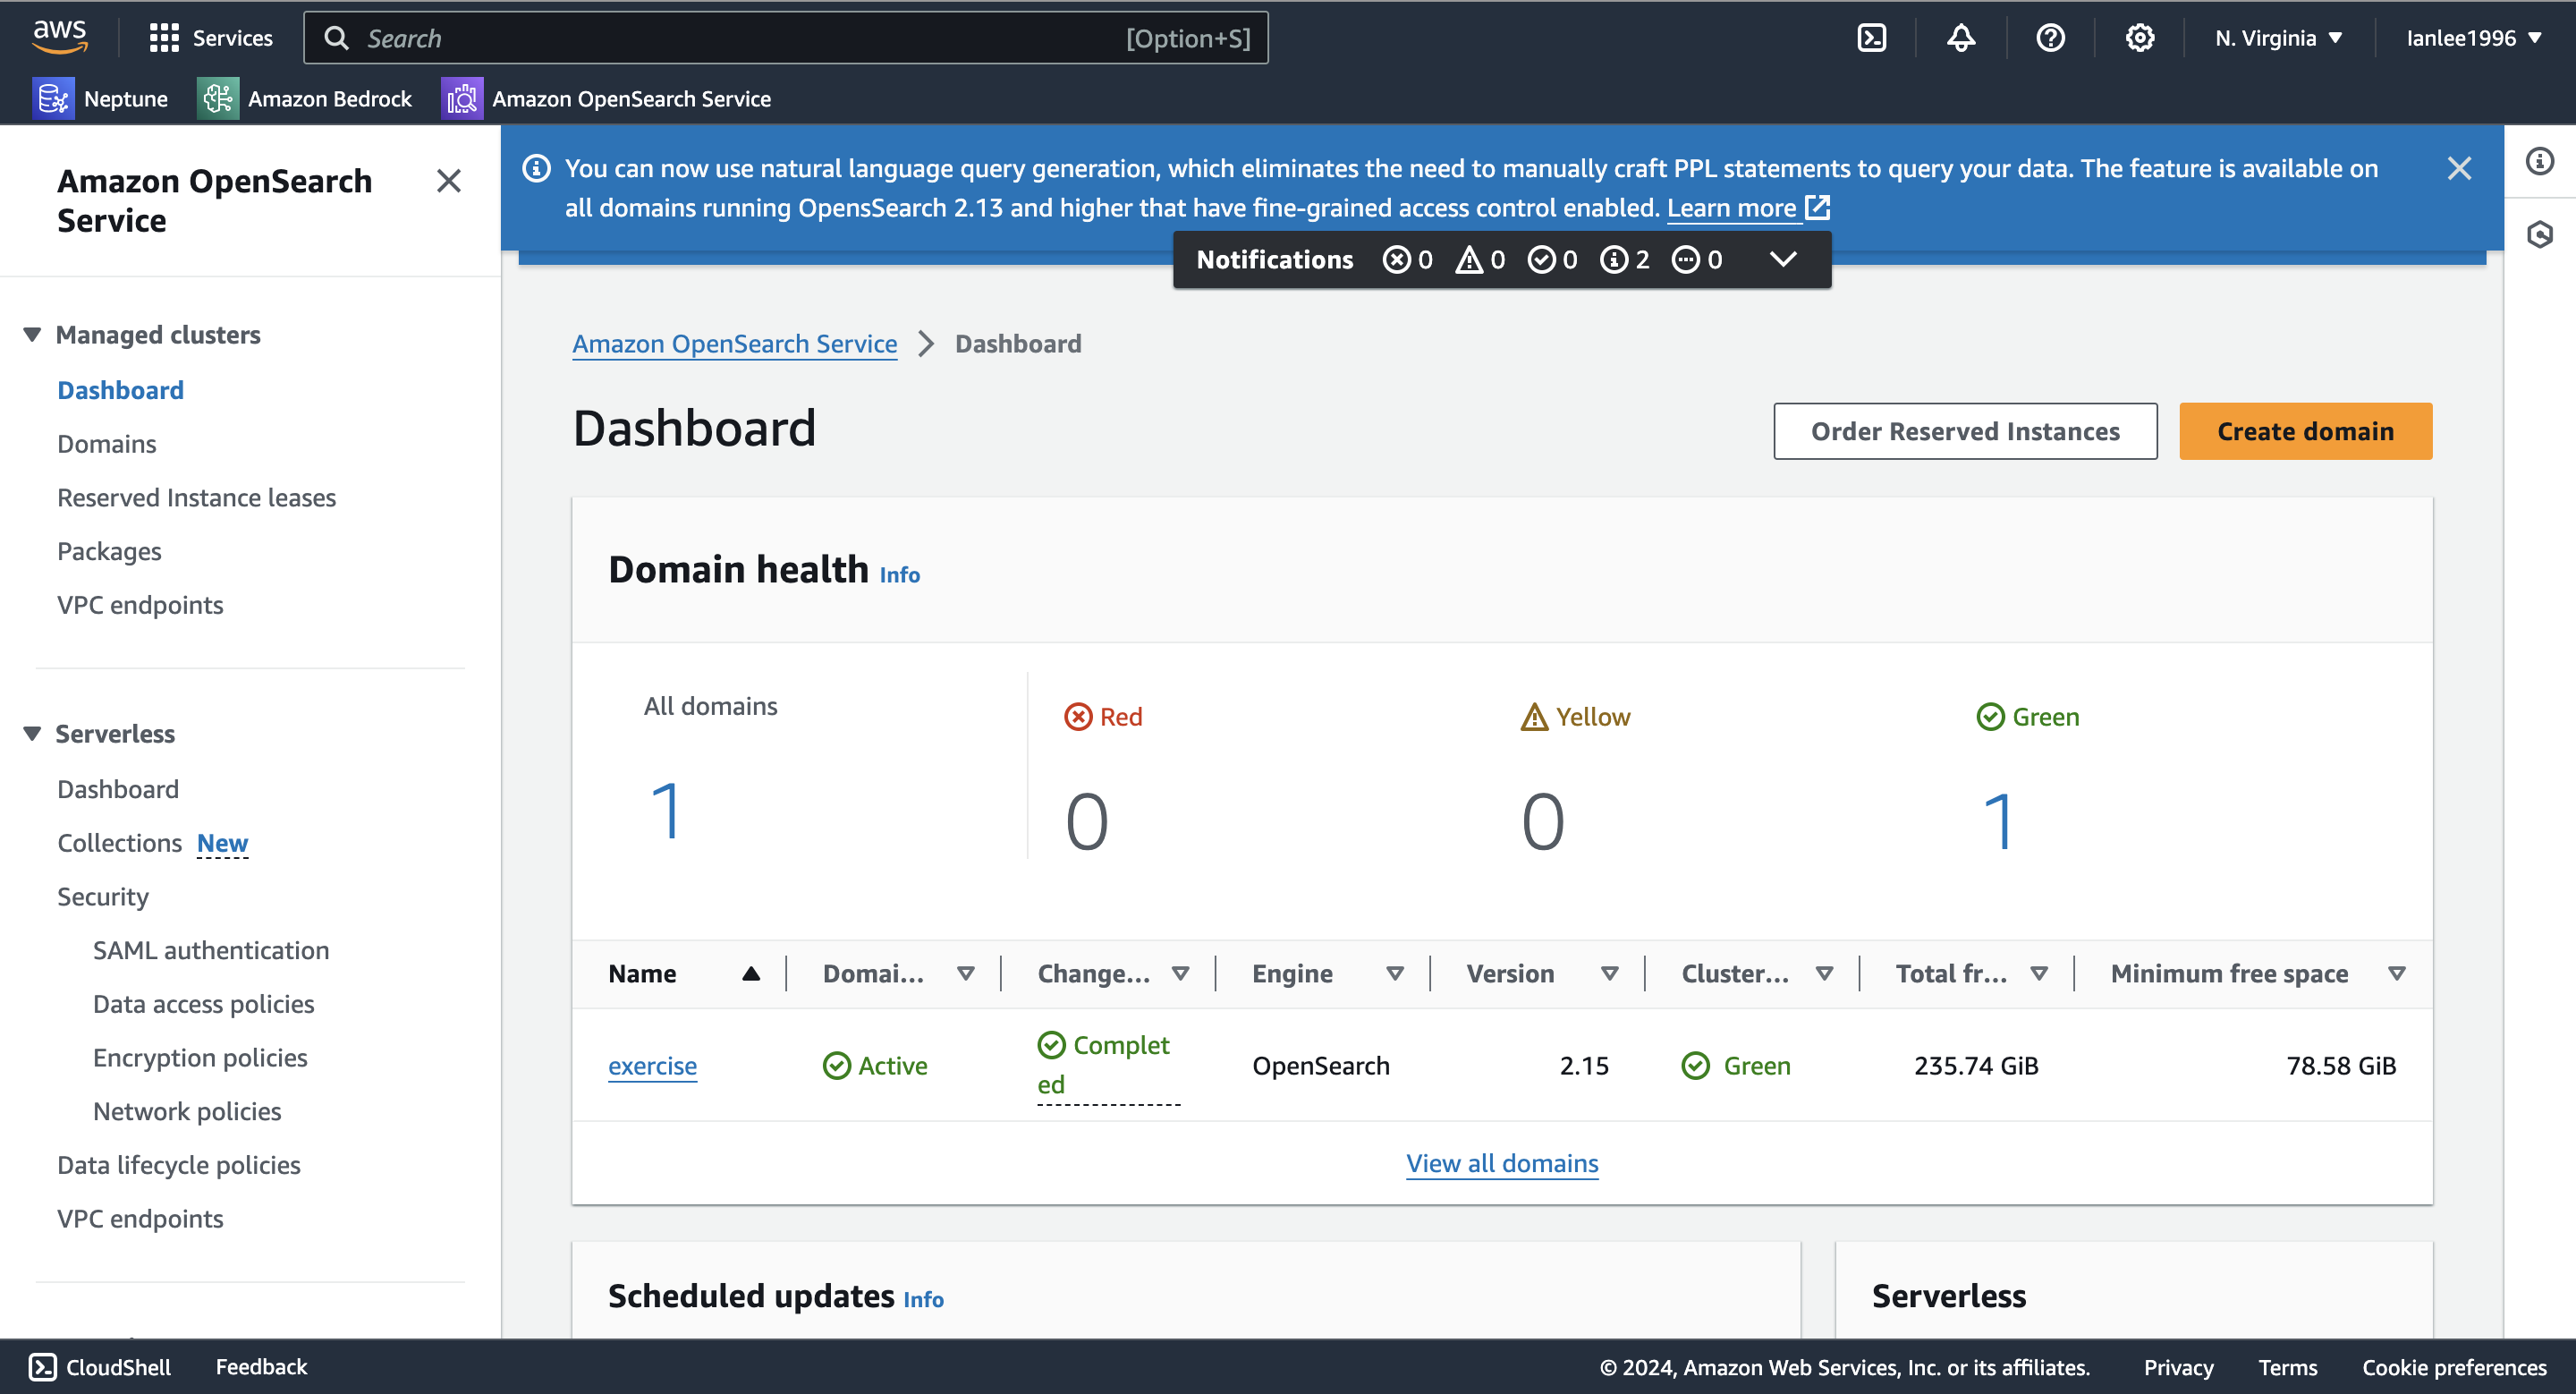 aws
Services
Search [Option+S]
N. Virginia
Ianlee1996
Neptune
Amazon Bedrock
Amazon OpenSearch Service
Amazon OpenSearch
Service
Managed clusters
Dashboard
Domains
Reserved Instance leases
Packages
VPC endpoints
Serverless
Dashboard
Collections New
Security
SAML authentication
Data access policies
Encryption policies
Network policies
Data lifecycle policies
VPC endpoints
You can now use natural language query generation, which eliminates the need to manually craft PPL statements to query your data. The feature is available on
all domains running OpensSearch 2.13 and higher that have fine-grained access control enabled. Learn more
Notifications 0 0 0 2 0
Amazon OpenSearch Service Dashboard
Dashboard
Order Reserved Instances
Create domain
Domain health Info
All domains
1
Red
0
Yellow
0
Green
1
Name Domai... Change... Engine Version Cluster... Total fr... Minimum free space
exercise Active Complet
ed
OpenSearch 2.15 Green 235.74 GiB 78.58 GiB
View all domains
Scheduled updates Info
Serverless
CloudShell Feedback
© 2024, Amazon Web Services, Inc. or its affiliates. Privacy Terms Cookie preferences